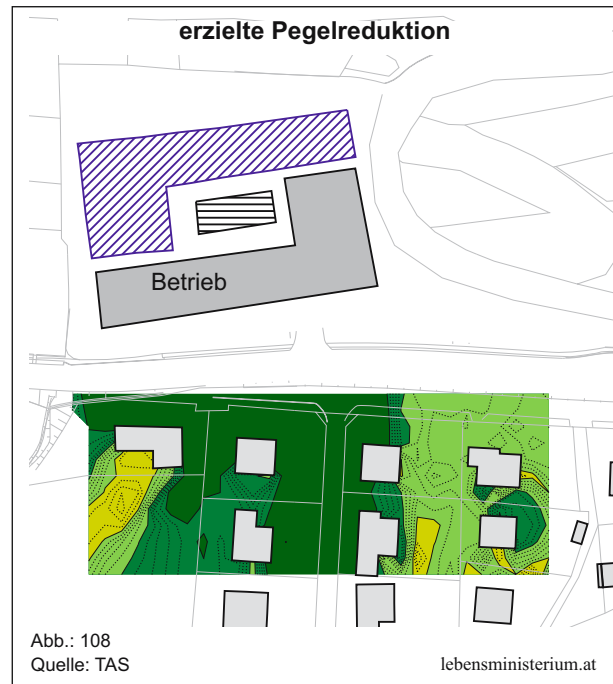 erzielte Pegelreduktion
Betrieb
Abb.: 108
Quelle: TAS
lebensministerium.at